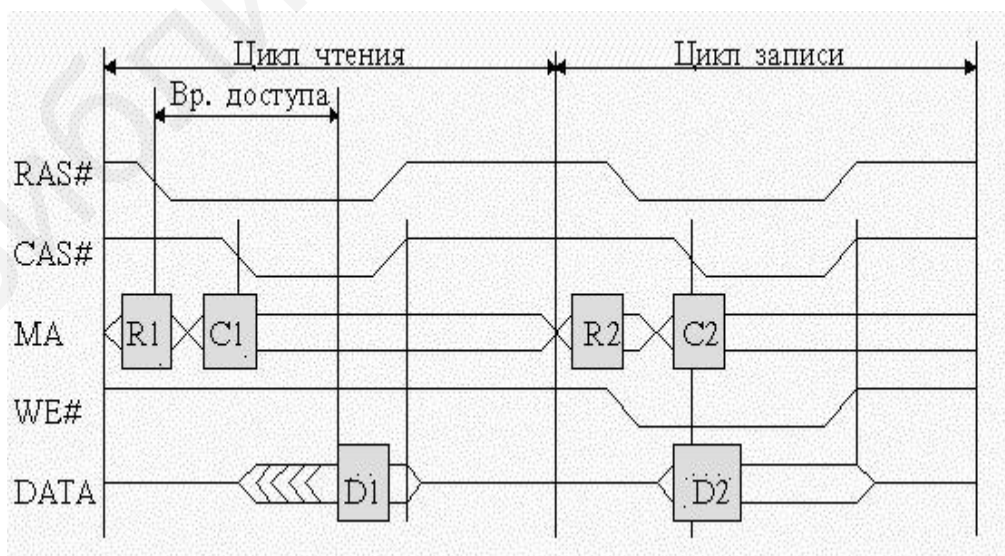 Цикл чтения Цикл записи
Вр. доступа
RAS#
CAS#
MA R1 C1 R2 C2
WE#
DATA D1 D2